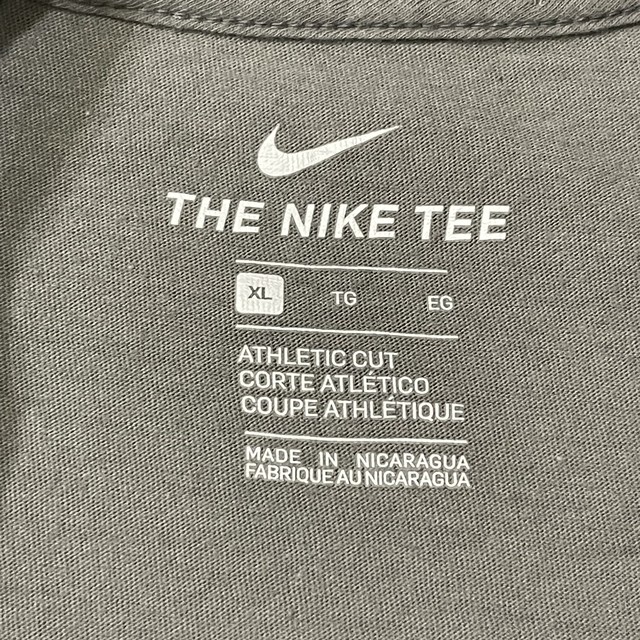 THE NIKE TEE
XL TG EG
ATHLETIC CUT
CORTE ATLÉTICO
COUPE ATHLÉTIQUE
MADE IN NICARAGUA
FABRIQUE AU NICARAGUA